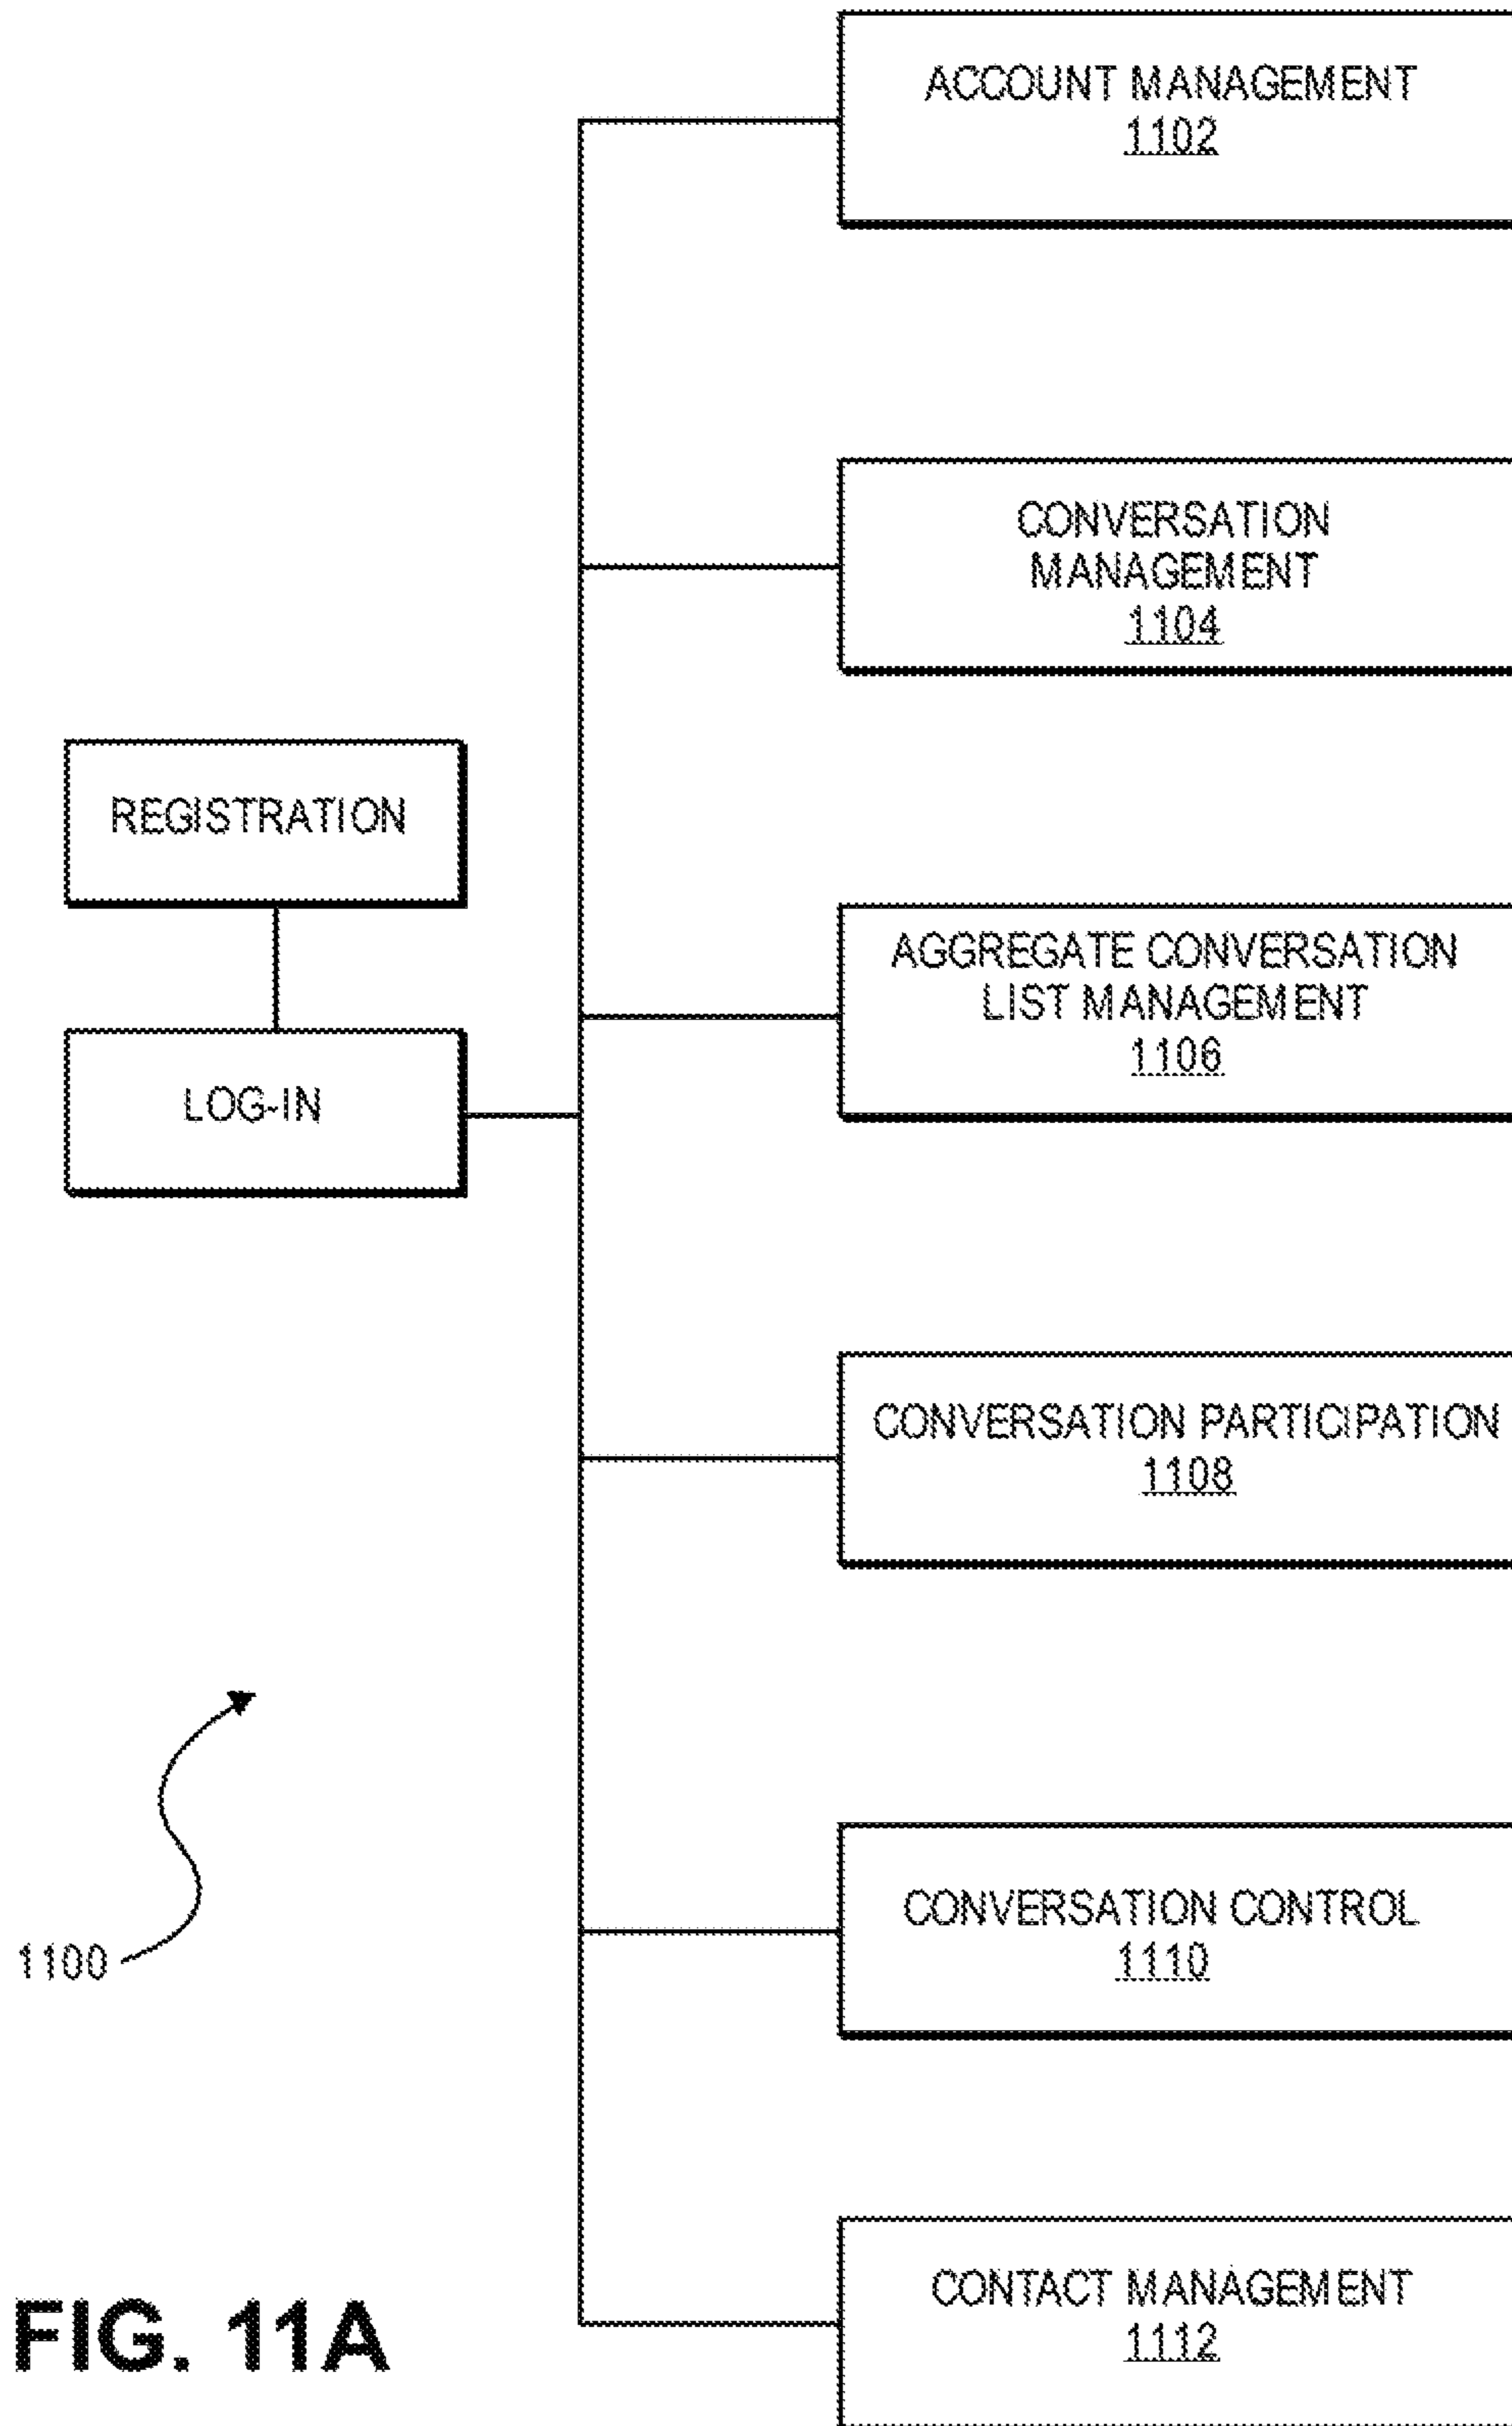 ACCOUNT MANAGEMENT
1102
CONVERSATION
MANAGEMENT
1104
REGISTRATION
AGGREGATE CONVERSATION
LIST MANAGEMENT
1106
LOG-IN
CONVERSATION PARTICIPATION
1108
CONVERSATION CONTROL
1110
1100
CONTACT MANAGEMENT
1112
FIG. 11A